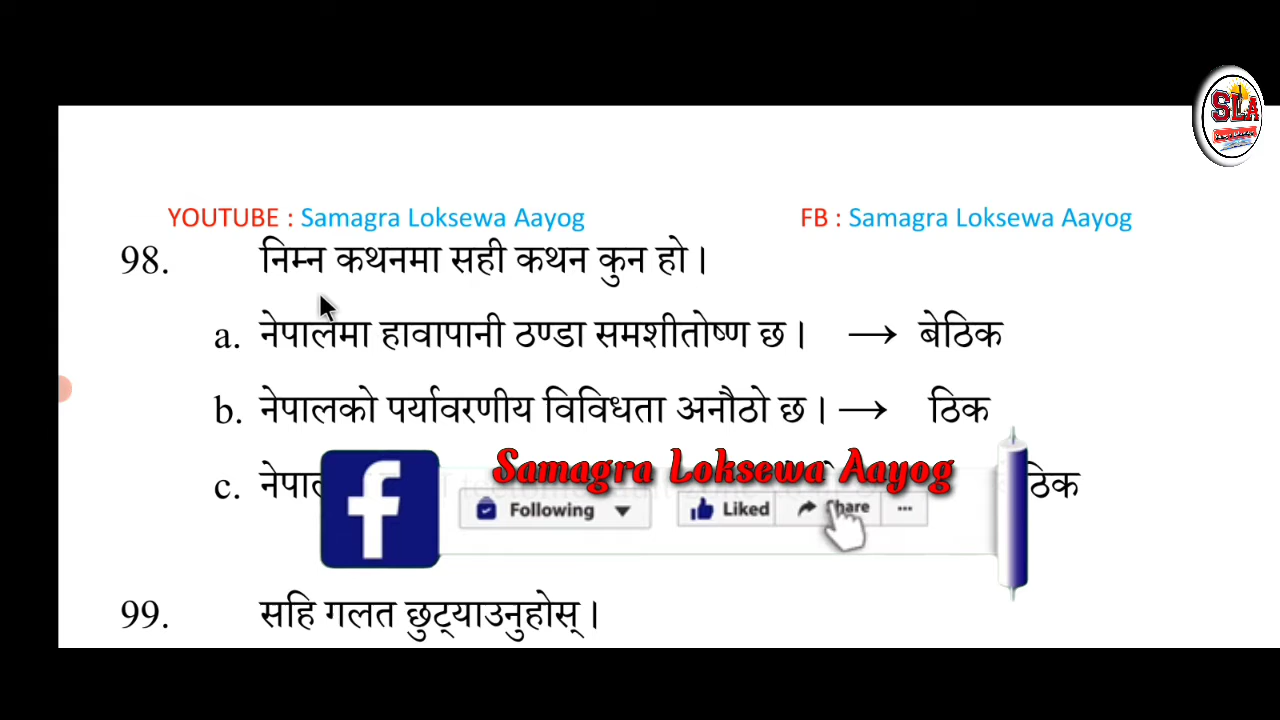 SLA
YOUTUBE : Samagra Loksewa Aayog FB : Samagra Loksewa Aayog
98. निम्न कथनमा सही कथन कुन हो ।
a. नेपालमा हावापानी ठण्डा समशीतोष्ण छ । → बेठिक
b. नेपालको पर्यावरणीय विविधता अनौठो छ । → ठिक
Samagra Loksewa Aayog
c. ठिक
Following Liked Share ...
99. सहि गलत छुट्याउनुहोस् ।